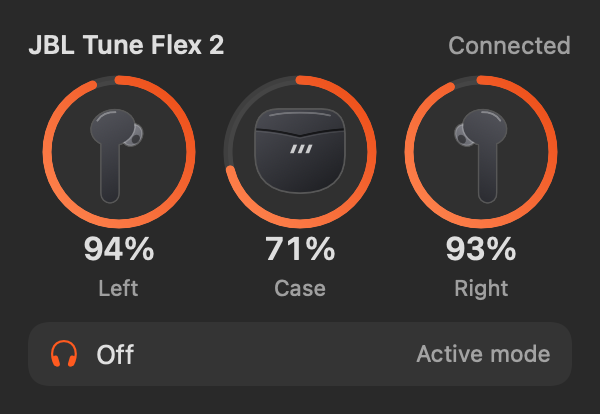 JBL Tune Flex 2
Connected
94%
71%
93%
Left
Case
Right
Off
Active mode